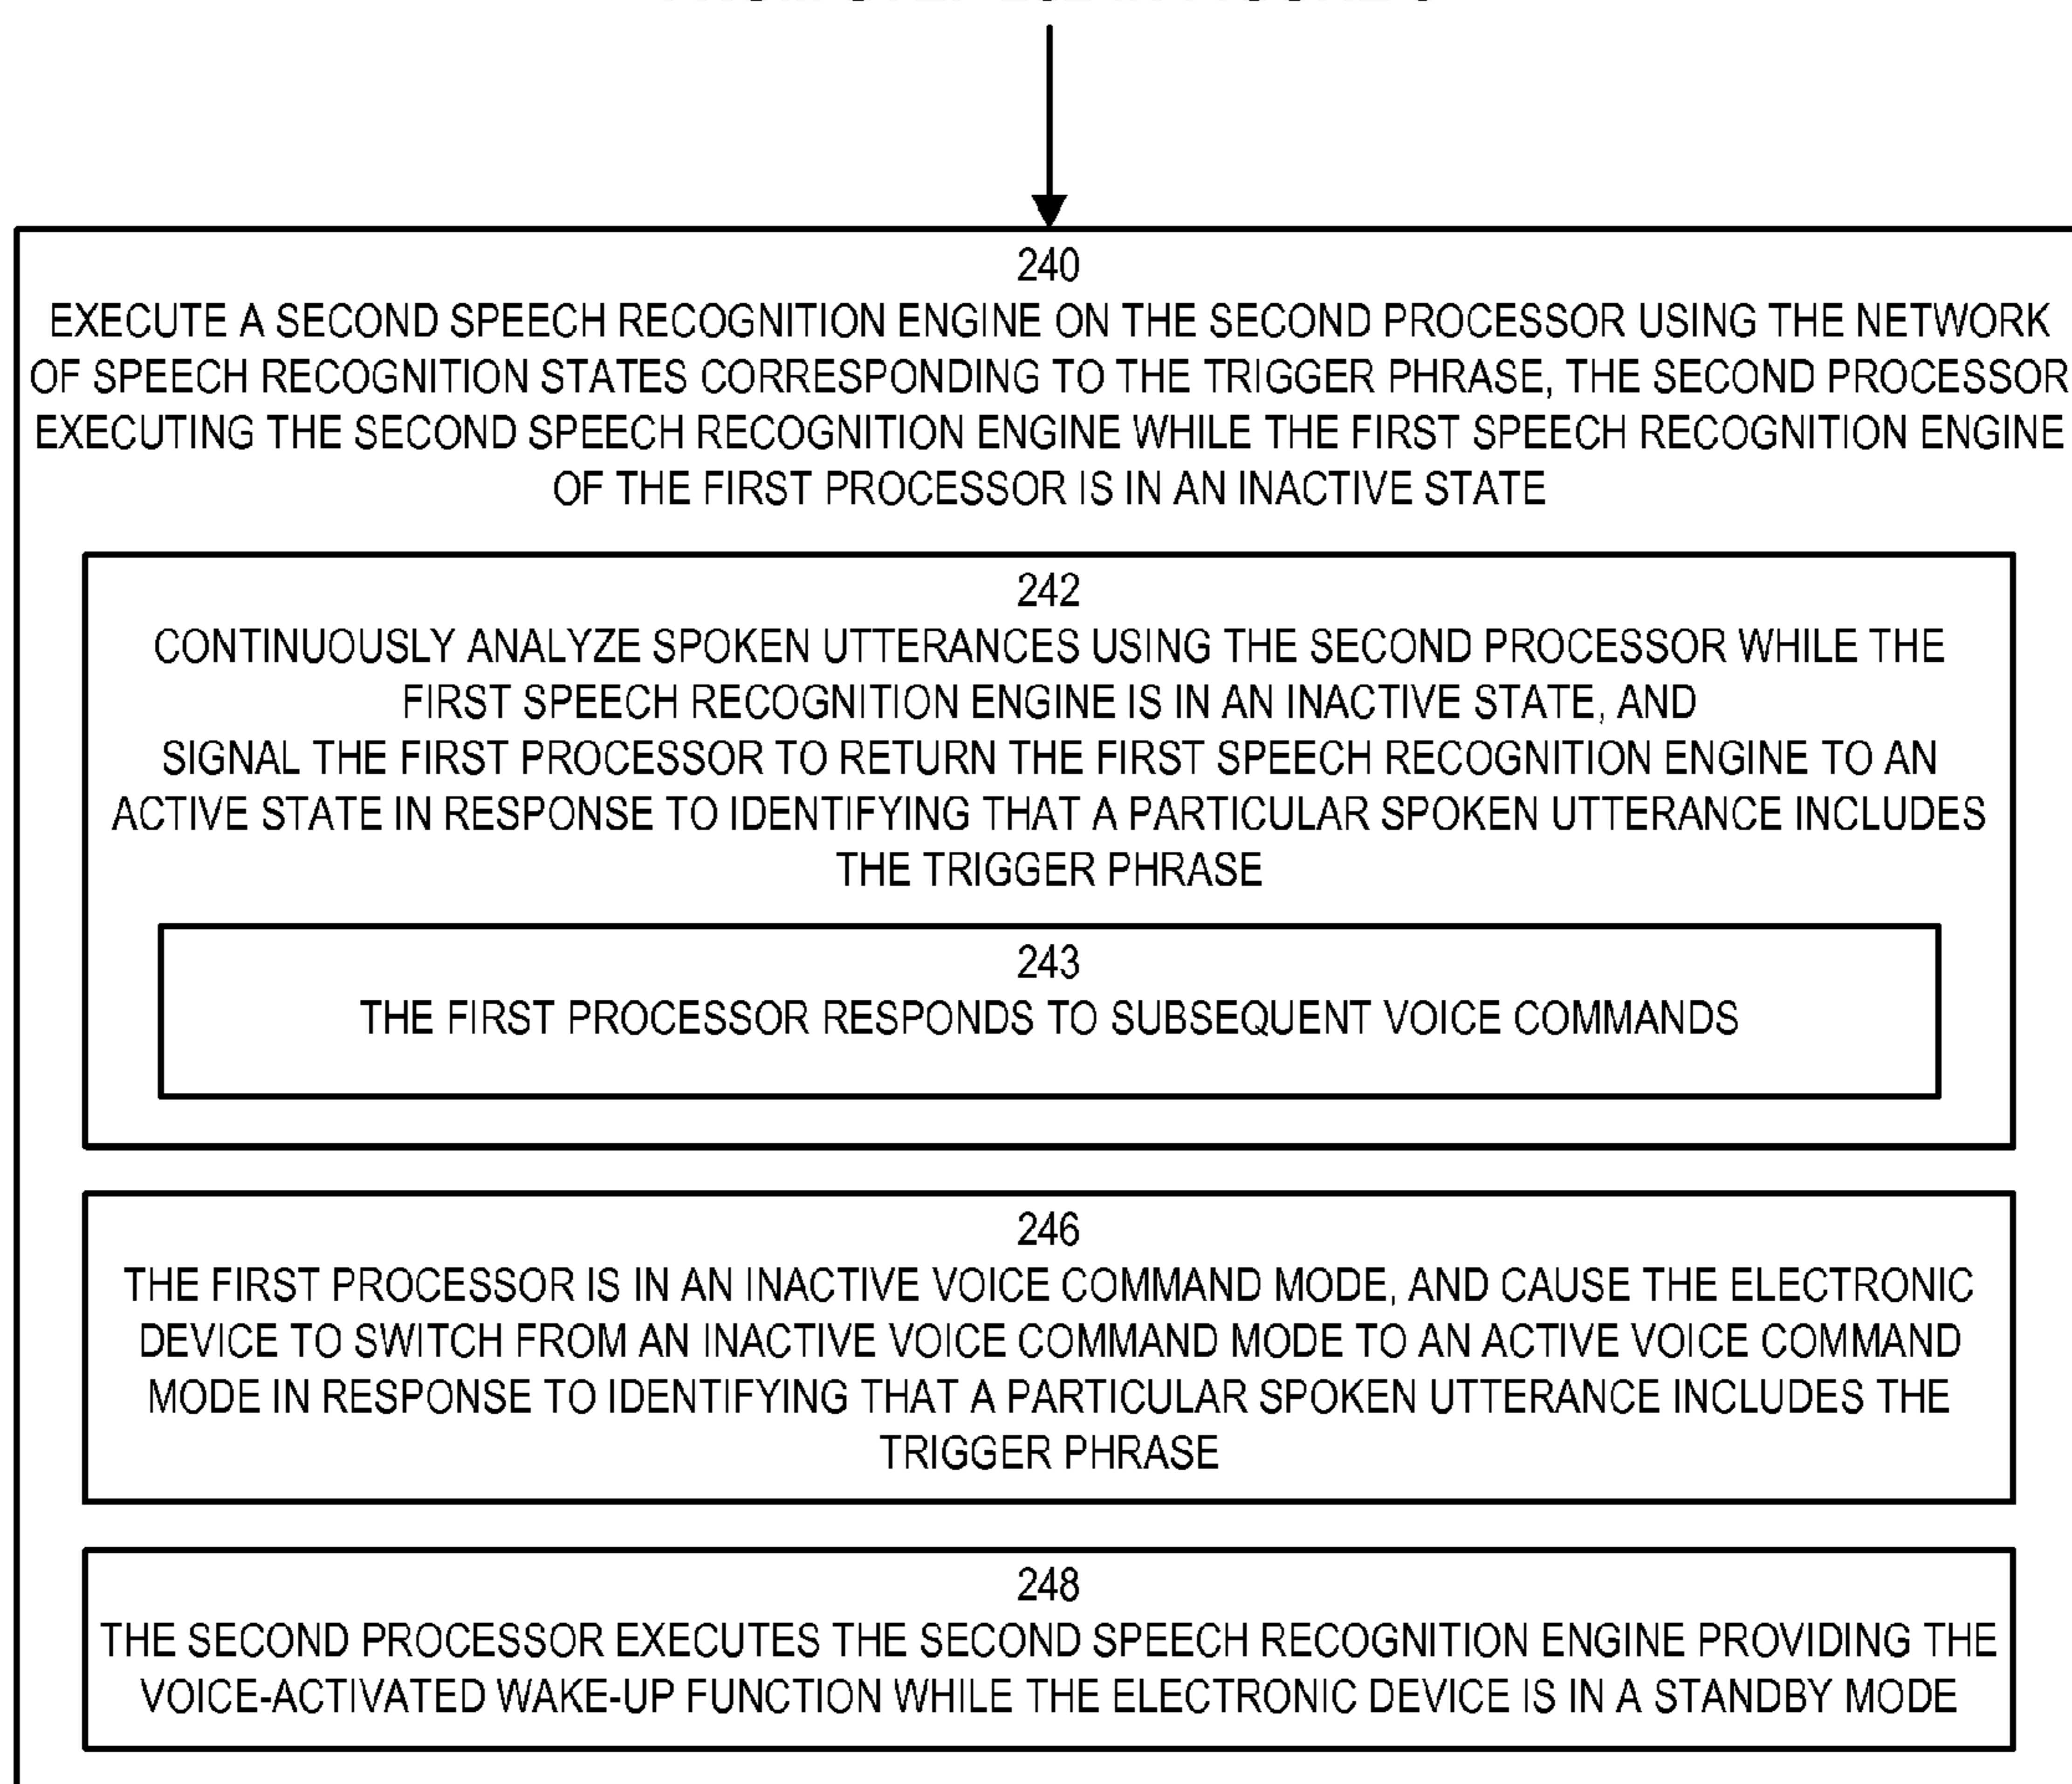 240
EXECUTE A SECOND SPEECH RECOGNITION ENGINE ON THE SECOND PROCESSOR USING THE NETWORK
OF SPEECH RECOGNITION STATES CORRESPONDING TO THE TRIGGER PHRASE, THE SECOND PROCESSOR
EXECUTING THE SECOND SPEECH RECOGNITION ENGINE WHILE THE FIRST SPEECH RECOGNITION ENGINE
OF THE FIRST PROCESSOR IS IN AN INACTIVE STATE
242
CONTINUOUSLY ANALYZE SPOKEN UTTERANCES USING THE SECOND PROCESSOR WHILE THE
FIRST SPEECH RECOGNITION ENGINE IS IN AN INACTIVE STATE, AND
SIGNAL THE FIRST PROCESSOR TO RETURN THE FIRST SPEECH RECOGNITION ENGINE TO AN
ACTIVE STATE IN RESPONSE TO IDENTIFYING THAT A PARTICULAR SPOKEN UTTERANCE INCLUDES
THE TRIGGER PHRASE
243
THE FIRST PROCESSOR RESPONDS TO SUBSEQUENT VOICE COMMANDS
246
THE FIRST PROCESSOR IS IN AN INACTIVE VOICE COMMAND MODE, AND CAUSE THE ELECTRONIC
DEVICE TO SWITCH FROM AN INACTIVE VOICE COMMAND MODE TO AN ACTIVE VOICE COMMAND
MODE IN RESPONSE TO IDENTIFYING THAT A PARTICULAR SPOKEN UTTERANCE INCLUDES THE
TRIGGER PHRASE
248
THE SECOND PROCESSOR EXECUTES THE SECOND SPEECH RECOGNITION ENGINE PROVIDING THE
VOICE-ACTIVATED WAKE-UP FUNCTION WHILE THE ELECTRONIC DEVICE IS IN A STANDBY MODE